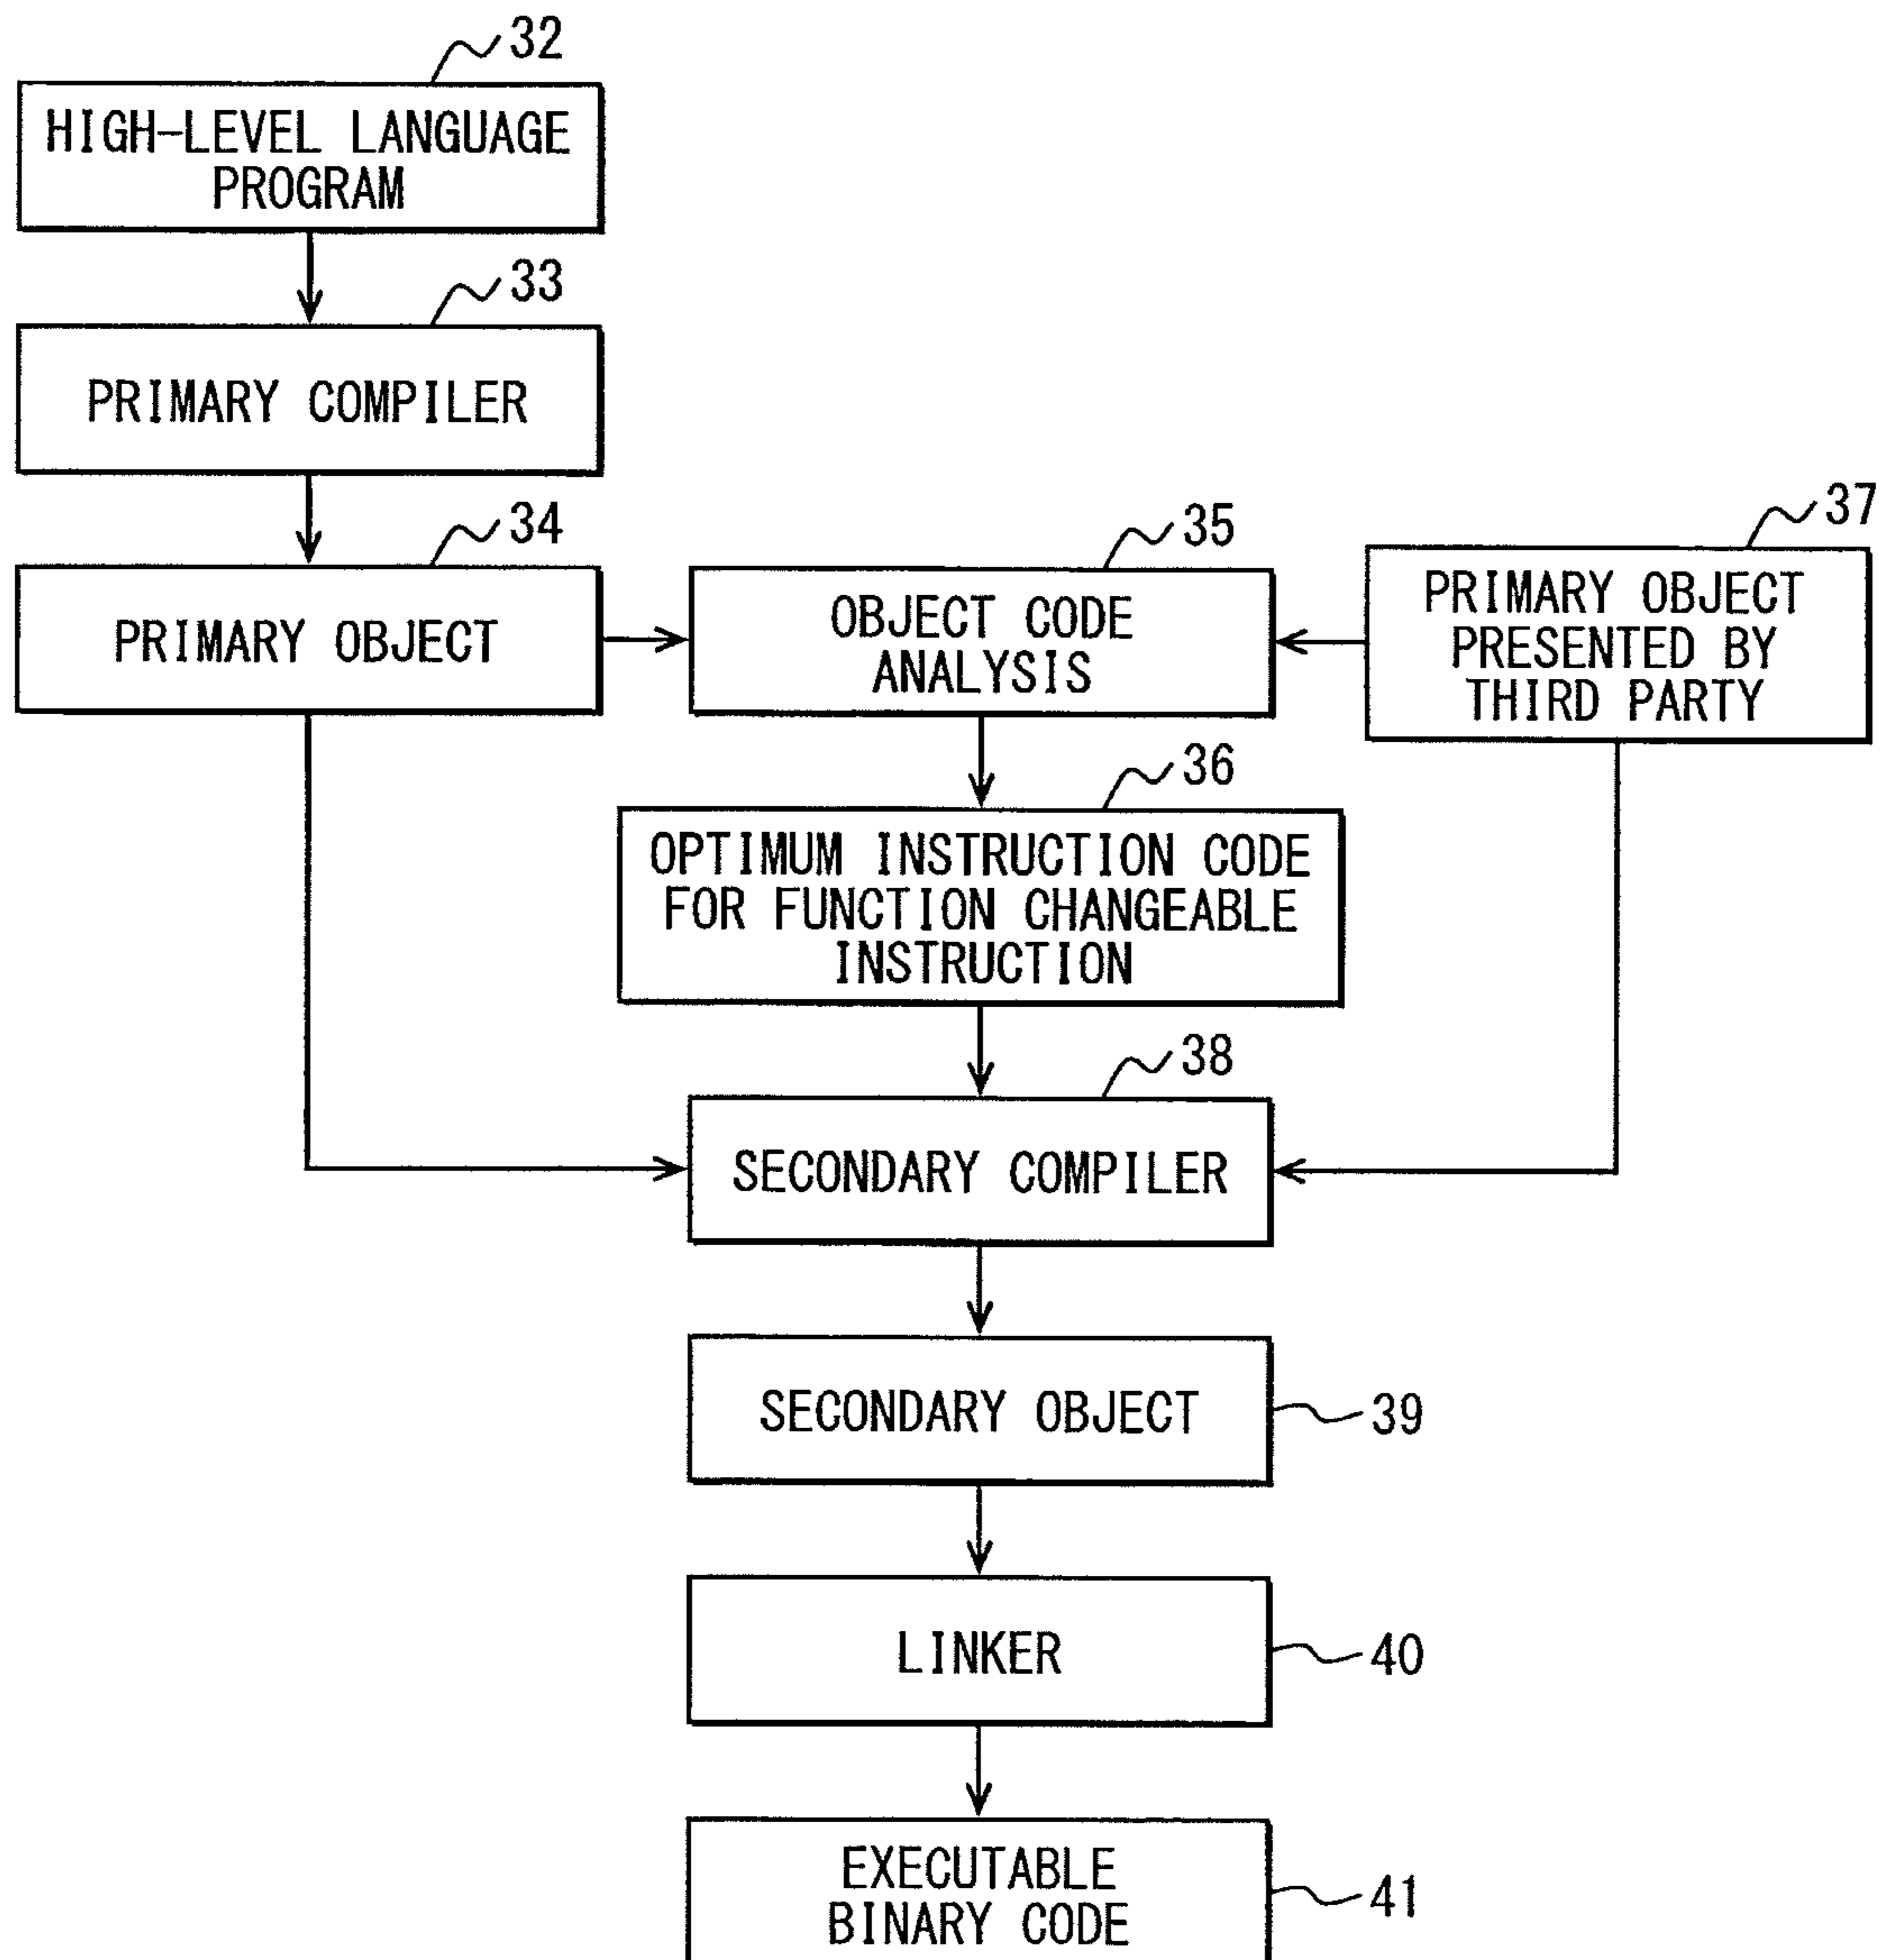 32
HIGH-LEVEL LANGUAGE
PROGRAM
33
PRIMARY COMPILER
34
PRIMARY OBJECT
35
OBJECT CODE
ANALYSIS
37
PRIMARY OBJECT
PRESENTED BY
THIRD PARTY
36
OPTIMUM INSTRUCTION CODE
FOR FUNCTION CHANGEABLE
INSTRUCTION
38
SECONDARY COMPILER
SECONDARY OBJECT
39
LINKER
40
EXECUTABLE
BINARY CODE
41